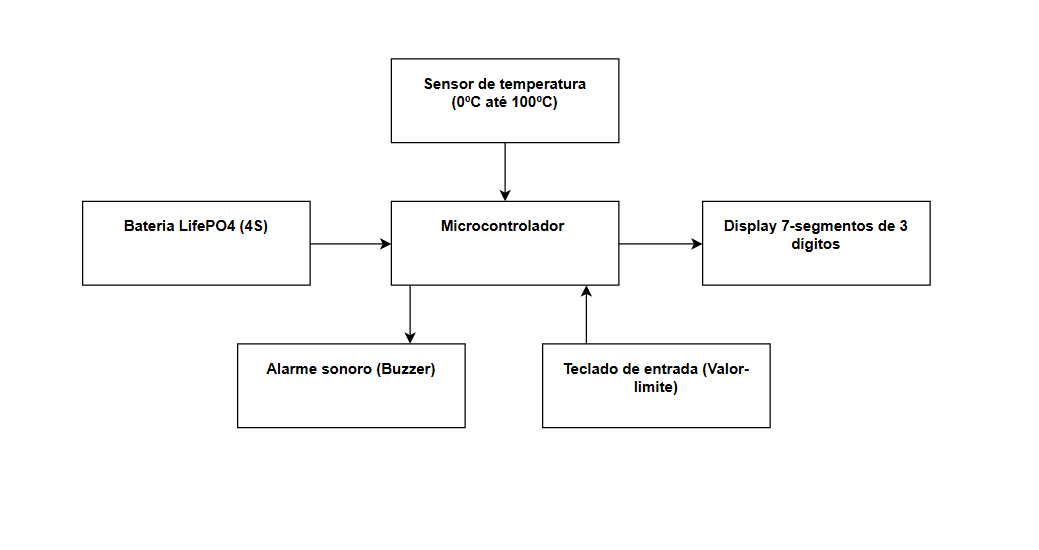 Sensor de temperatura
(0ºC até 100ºC)
Bateria LifePO4 (4S)
Microcontrolador
Display 7-segmentos de 3
dígitos
Alarme sonoro (Buzzer)
Teclado de entrada (Valor-
limite)